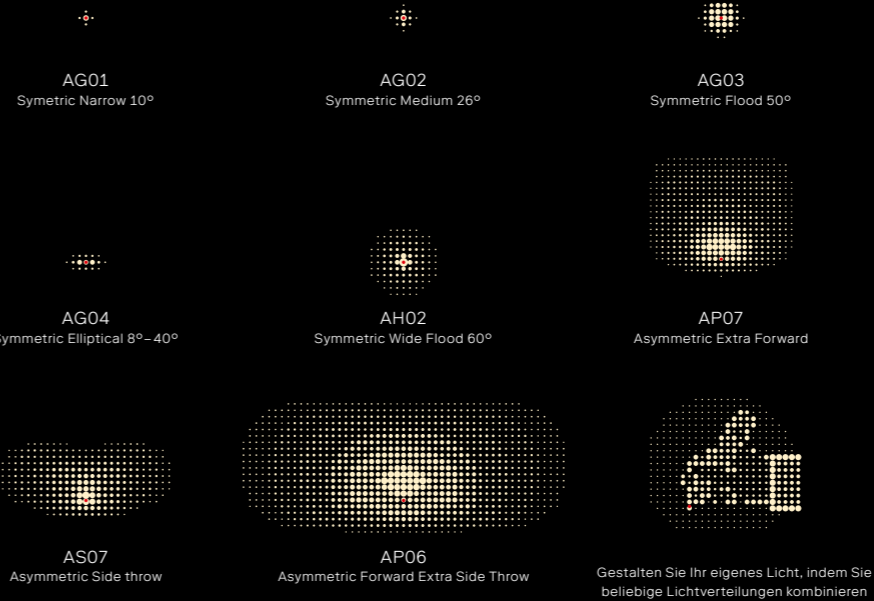 AG01
Symetric Narrow 10°
AG02
Symmetric Medium 26°
AG03
Symmetric Flood 50°
AG04
ymmetric Elliptical 8°–40°
AH02
Symmetric Wide Flood 60°
AP07
Asymmetric Extra Forward
AS07
Asymmetric Side throw
AP06
Asymmetric Forward Extra Side Throw
Gestalten Sie Ihr eigenes Licht, indem Sie
beliebige Lichtverteilungen kombinieren